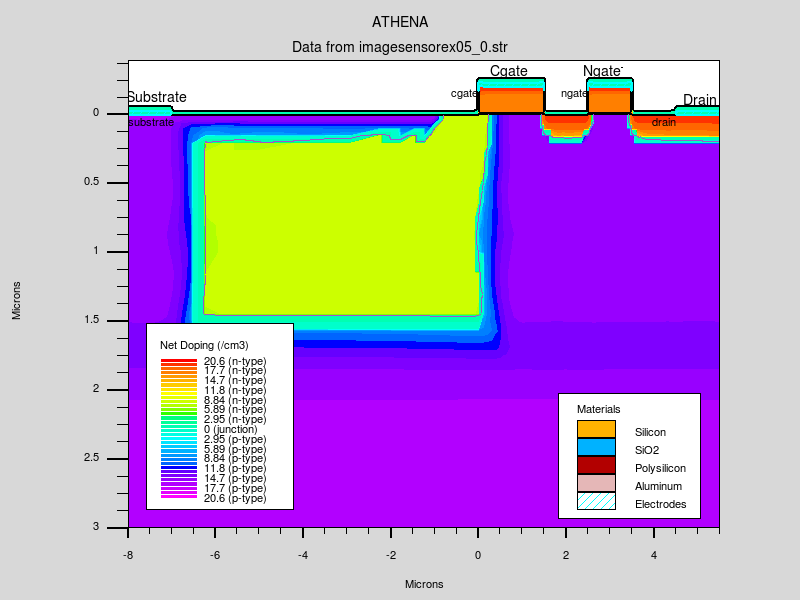 ATHENA
Data from imagesensorex05_0.str
Cgate
Ngate
Substrate
Drain
cgate
ngate
substrate
drain
0
0.5
1
1.5
2
2.5
3
Microns
Net Doping (/cm3)
20.6 (n-type)
17.7 (n-type)
14.7 (n-type)
11.8 (n-type)
8.84 (n-type)
5.89 (n-type)
2.95 (n-type)
0 (junction)
2.95 (p-type)
5.89 (p-type)
8.84 (p-type)
11.8 (p-type)
14.7 (p-type)
17.7 (p-type)
20.6 (p-type)
Materials
Silicon
SiO2
Polysilicon
Aluminum
Electrodes
-8 -6 -4 -2 0 2 4
Microns